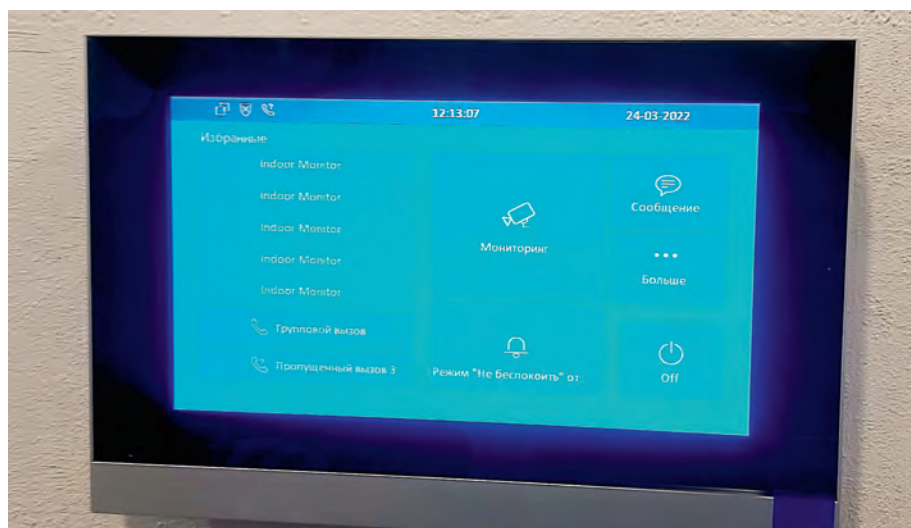 12:13:07
24-03-2022
Избранные
Indoor Monitor
Indoor Monitor
Indoor Monitor
Indoor Monitor
Indoor Monitor
Групповой вызов
Пропущенный вызов 3
Мониторинг
Режим "Не беспокоить" от...
Сообщение
Больше
Off